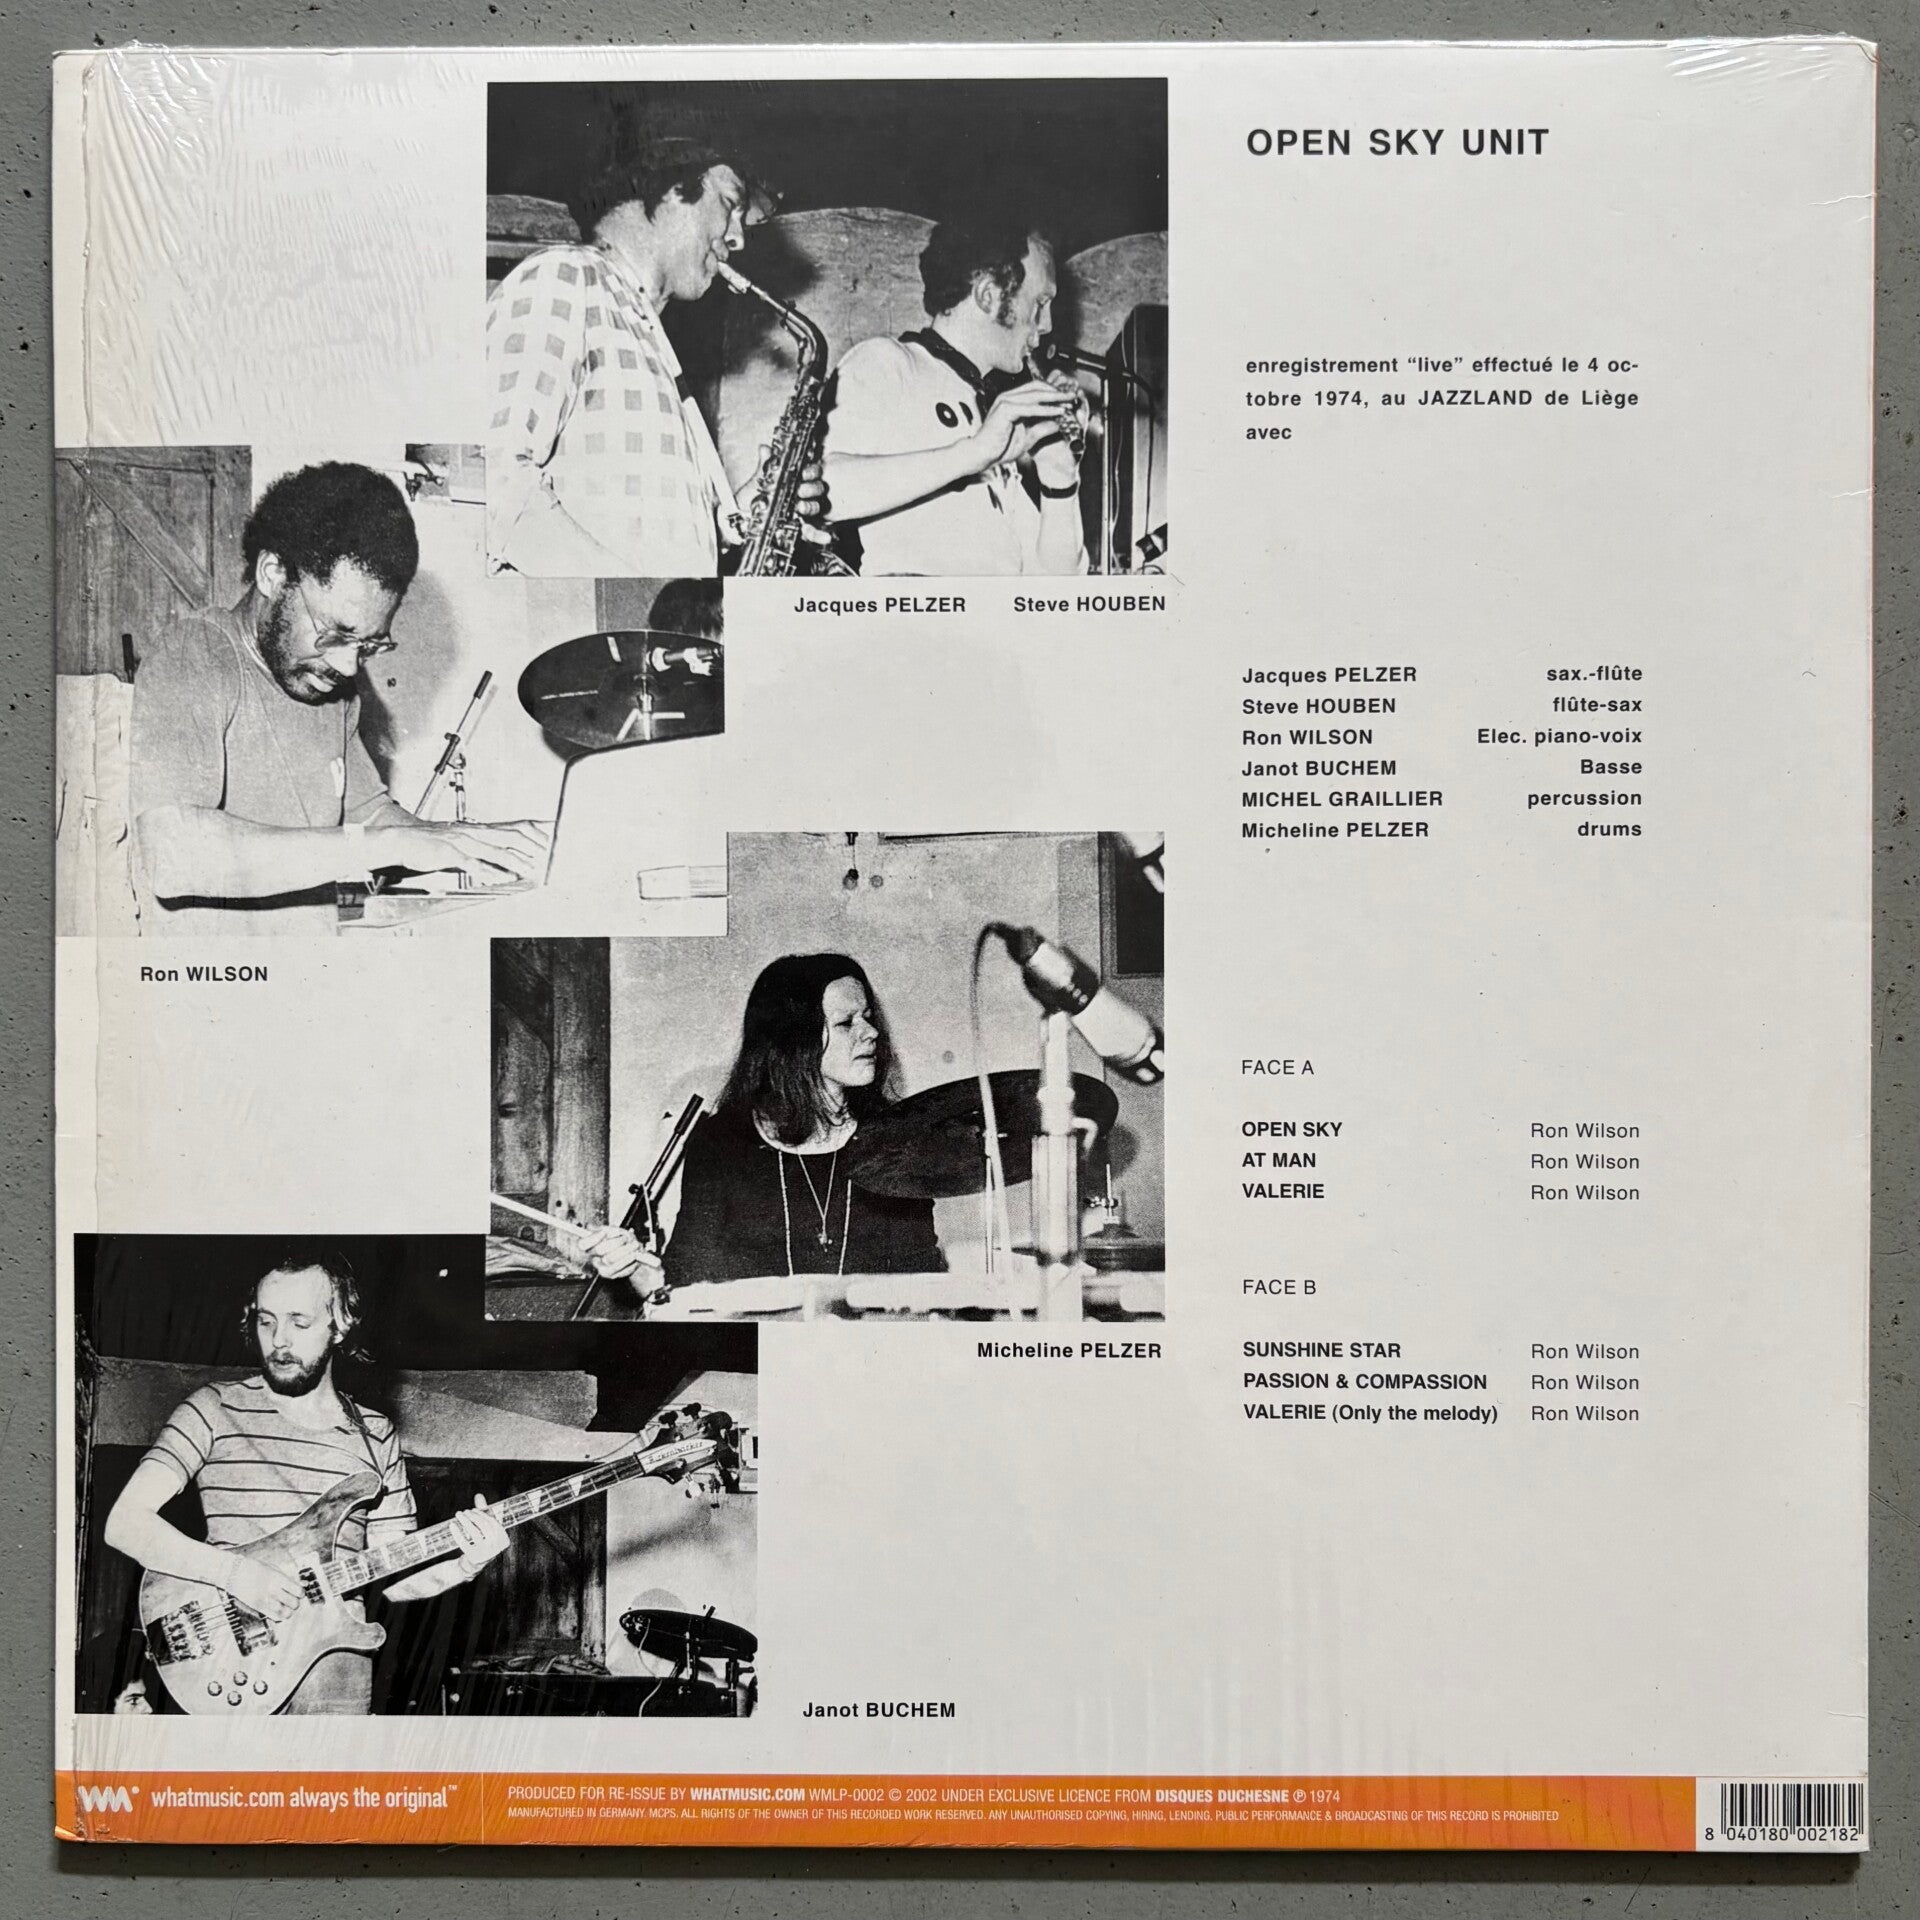 OPEN SKY UNIT
enregistrement “live” effectué le 4 oc-
tobre 1974, au JAZZLAND de Liège
avec
Jacques PELZER Steve HOUBEN
Jacques PELZER sax.-flûte
Steve HOUBEN flûte-sax
Ron WILSON Elec. piano-voix
Janot BUCHEM Basse
MICHEL GRAILLIER percussion
Micheline PELZER drums
Ron WILSON
FACE A
OPEN SKY Ron Wilson
AT MAN Ron Wilson
VALERIE Ron Wilson
FACE B
SUNSHINE STAR Ron Wilson
PASSION & COMPASSION Ron Wilson
VALERIE (Only the melody) Ron Wilson
Micheline PELZER
Rickenbacker
Janot BUCHEM
WM whatmusic.com always the original™
PRODUCED FOR RE-ISSUE BY WHATMUSIC.COM WMLP-0002 © 2002 UNDER EXCLUSIVE LICENCE FROM DISQUES DUCHESNE ℗ 1974
MANUFACTURED IN GERMANY. MCPS. ALL RIGHTS OF THE OWNER OF THIS RECORDED WORK RESERVED. ANY UNAUTHORISED COPYING, HIRING, LENDING, PUBLIC PERFORMANCE & BROADCASTING OF THIS RECORD IS PROHIBITED
8 040180 002182